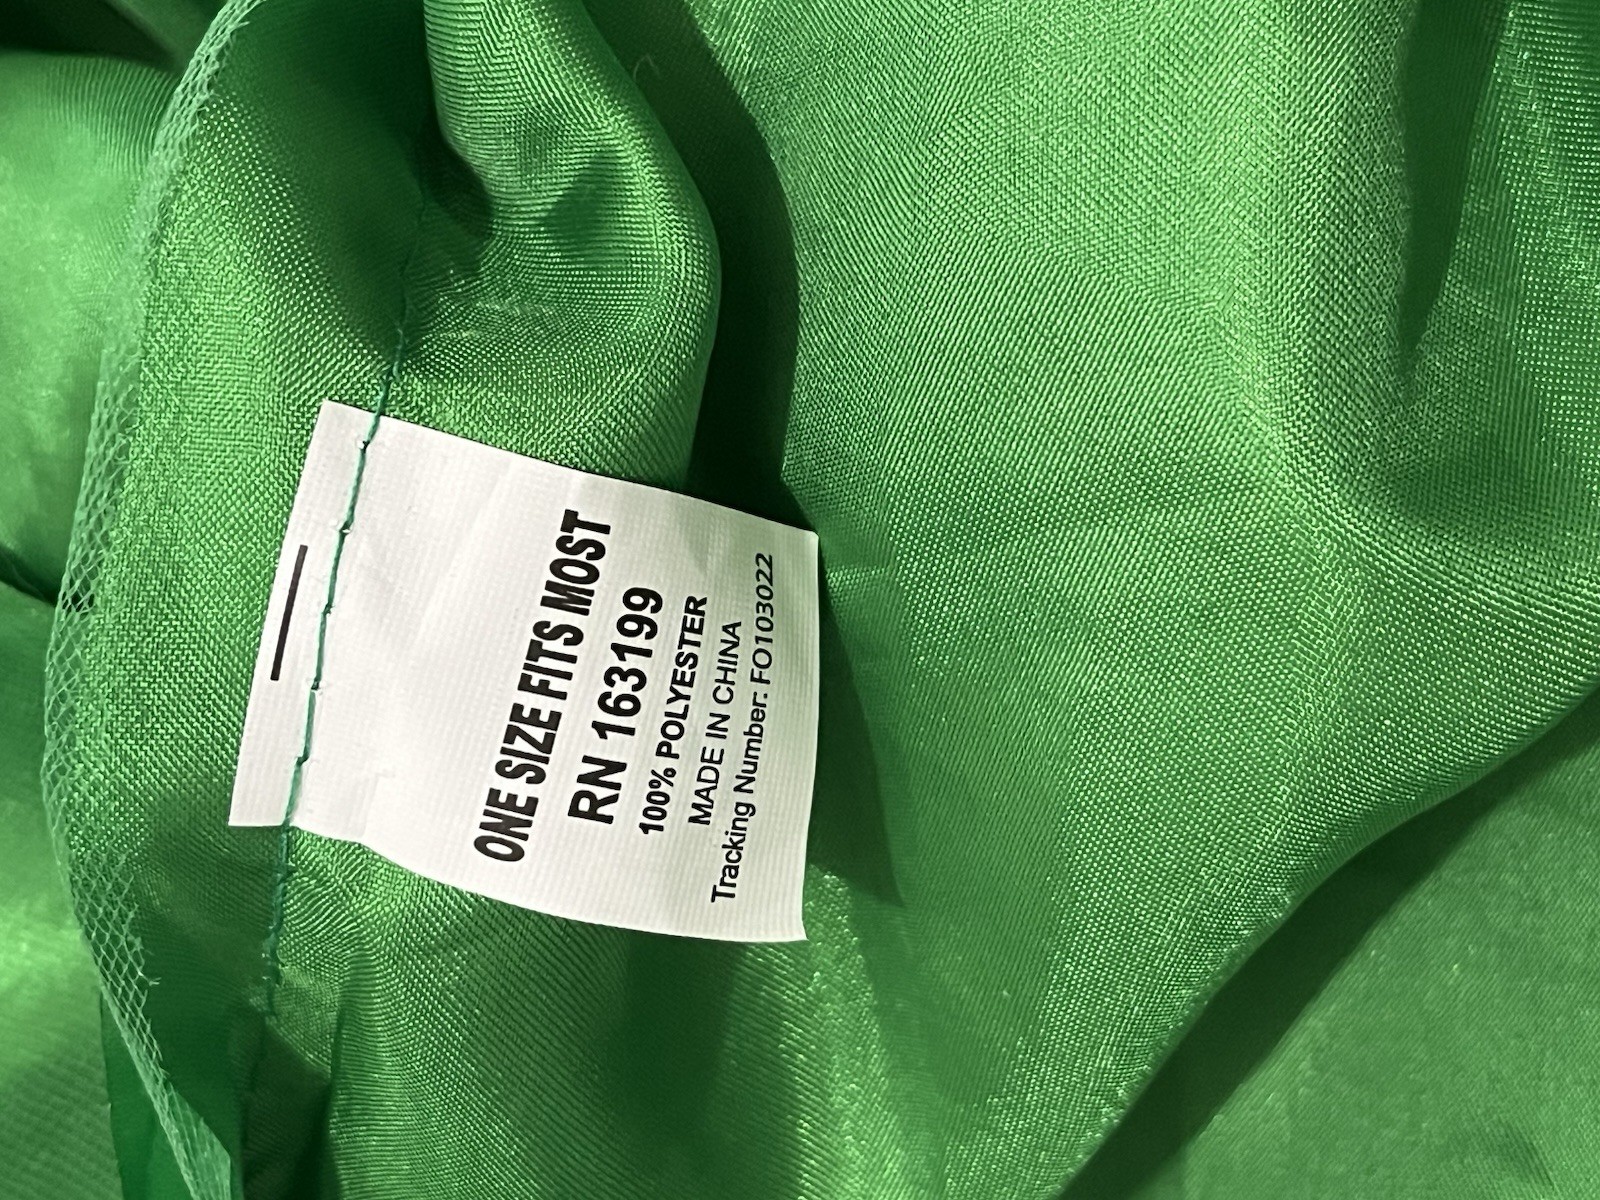 ONE SIZE FITS MOST
RN 163199
100% POLYESTER
MADE IN CHINA
Tracking Number: FO103022